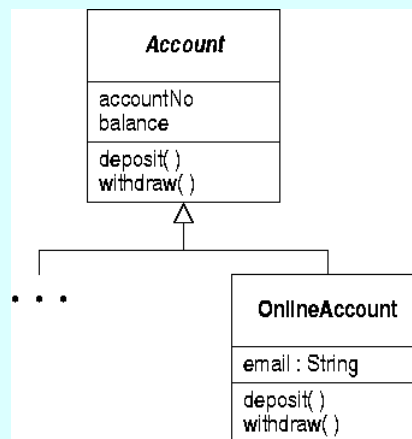 Account
accountNo
balance
deposit( )
withdraw( )
. . .
OnlineAccount
email : String
deposit( )
withdraw( )